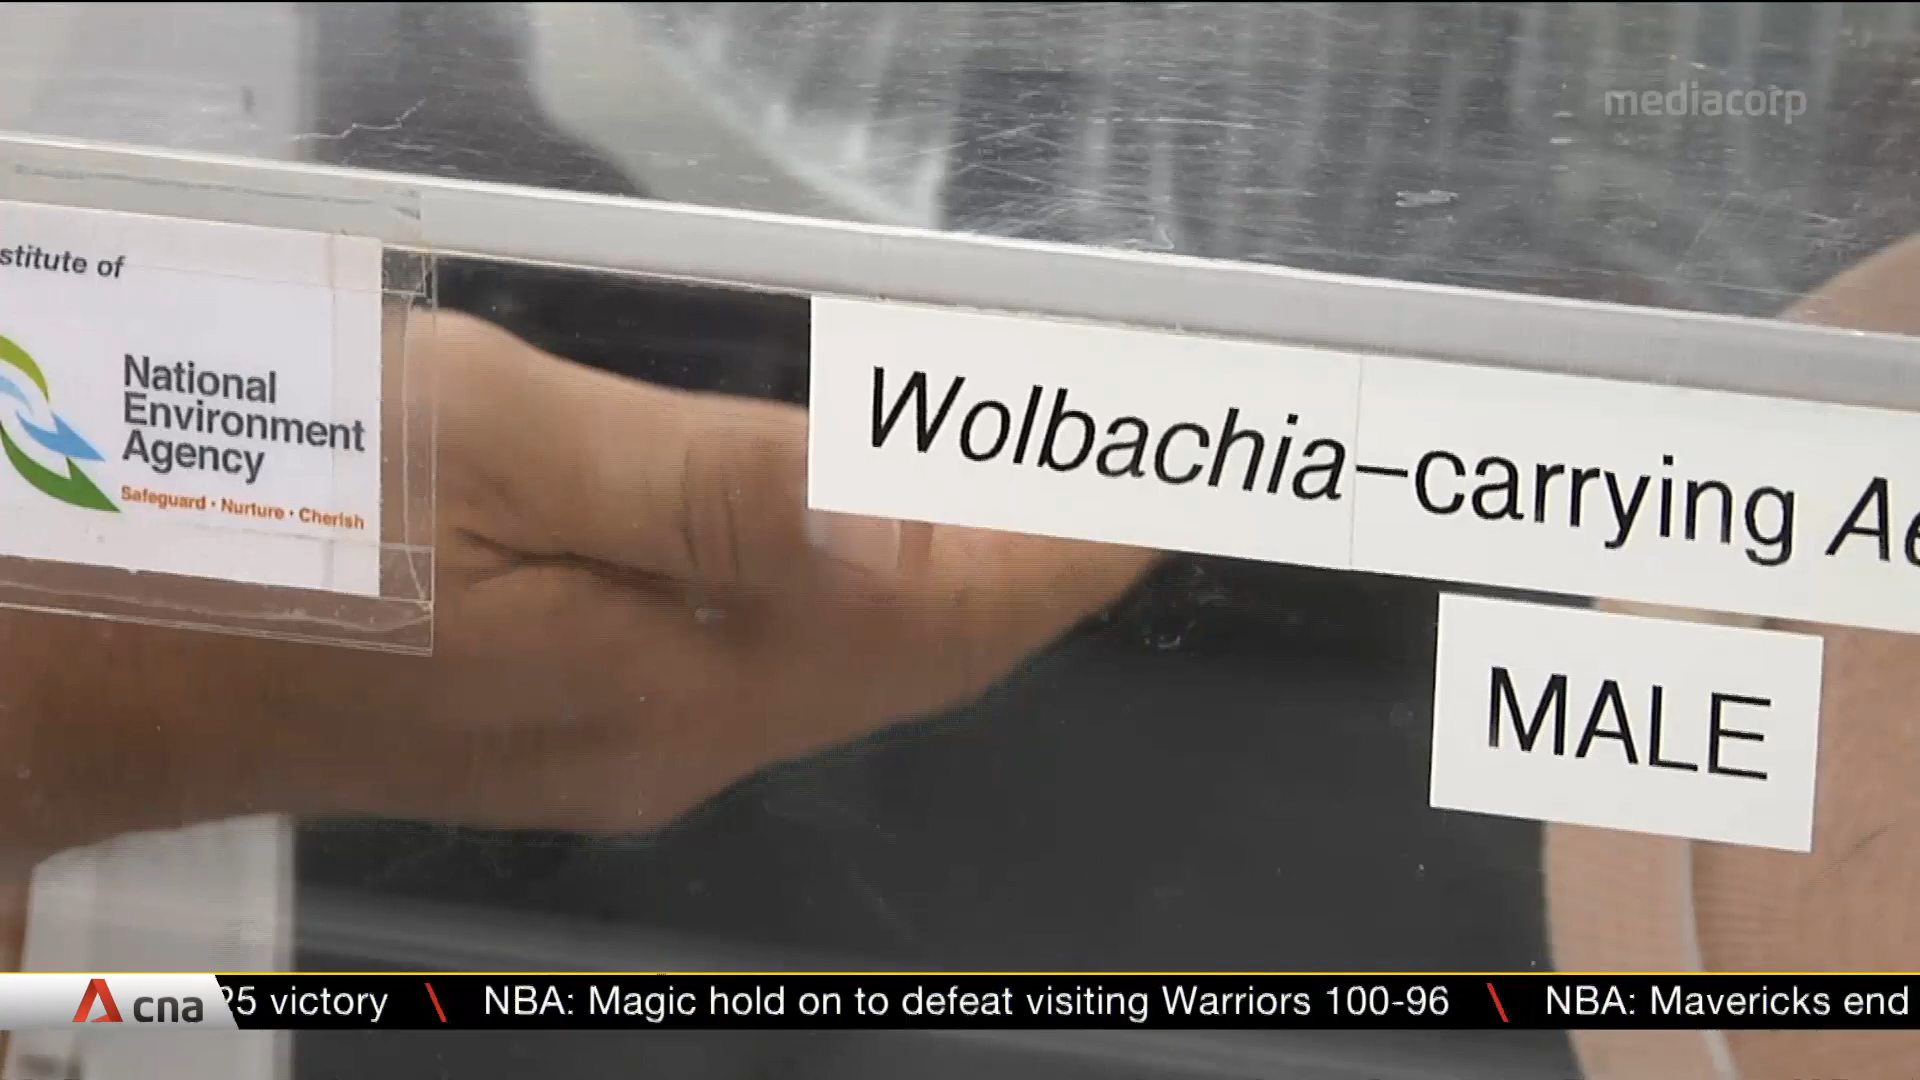 mediacorp
stitute of
National
Environment
Agency
Safeguard • Nurture • Cherish
Wolbachia-carrying Ae
MALE
cna 25 victory \ NBA: Magic hold on to defeat visiting Warriors 100-96 \ NBA: Mavericks end